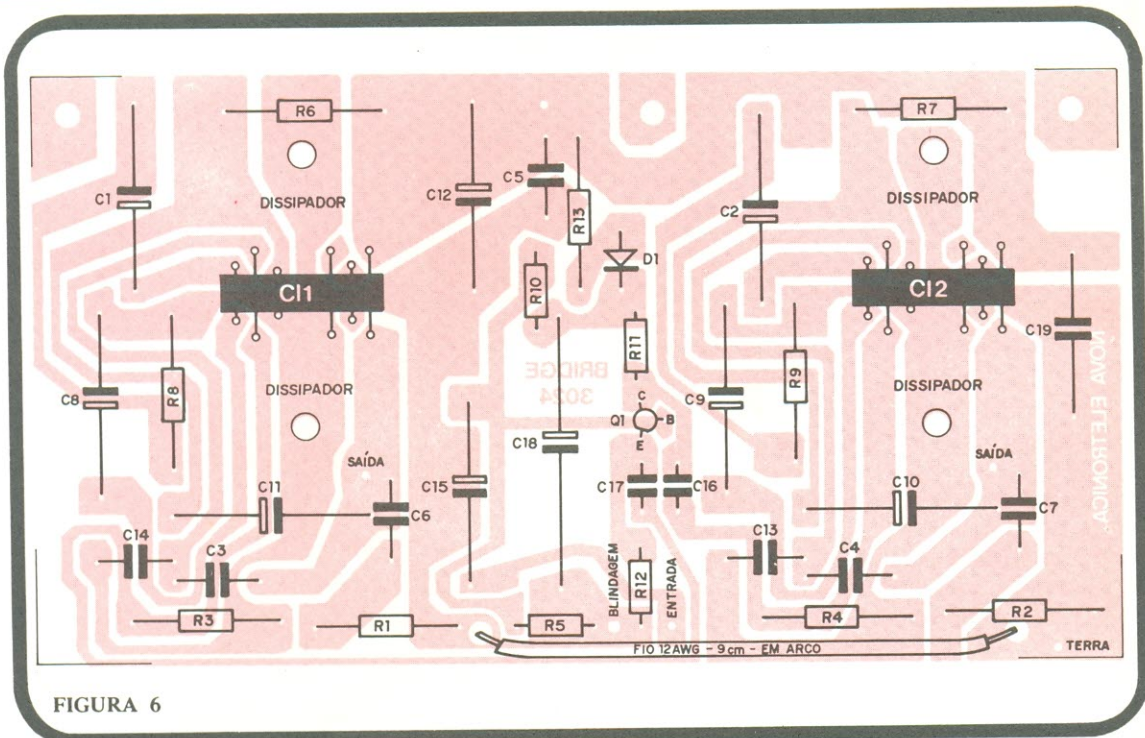 R6
R7
C1
DISSIPADOR
C12
C5
R13
C2
DISSIPADOR
D1
CI1
R10
CI2
C19
R11
NOVA ELETRONICA
C8
R8
DISSIPADOR
BRIDGE
3024
C
Q1
B
E
C9
R9
DISSIPADOR
C18
SAÍDA
SAÍDA
C15
C17
C16
C11
C6
C10
C7
C14
C3
C13
C4
BLINDAGEM
R12
ENTRADA
R3
R1
R5
R4
R2
FIO 12AWG - 9cm - EM ARCO
TERRA
FIGURA 6